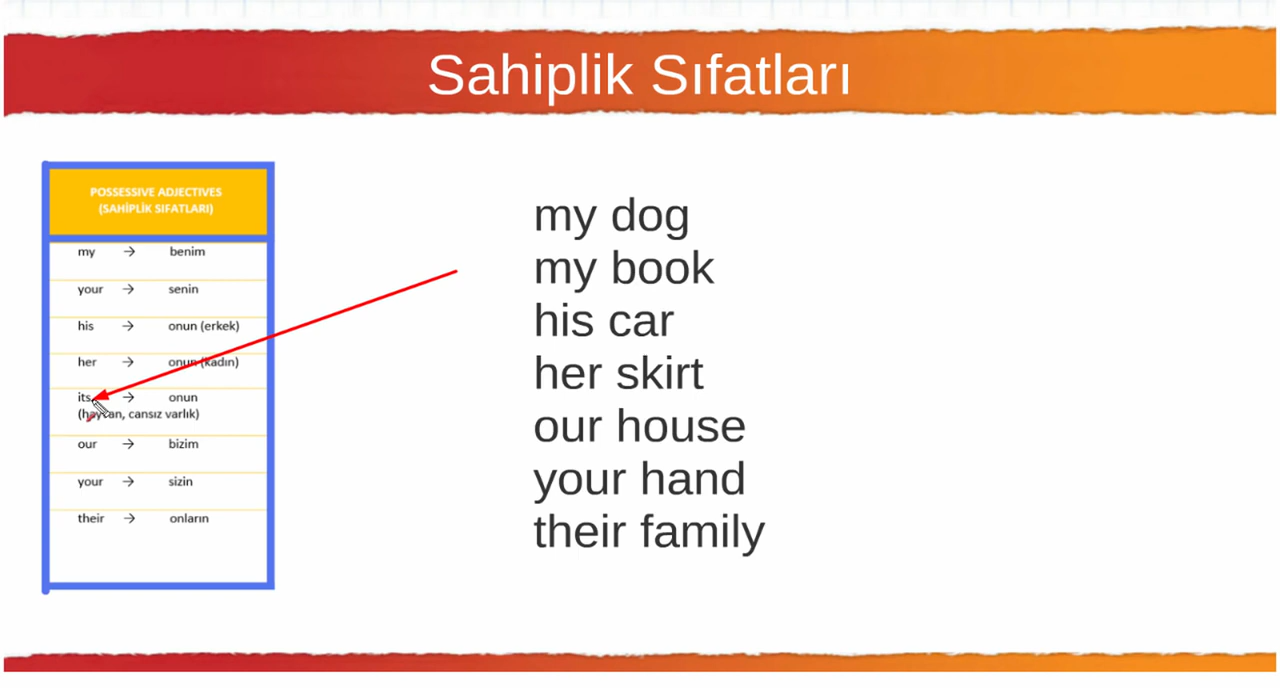 Sahiplik Sıfatları
POSSESSIVE ADJECTIVES
(SAHİPLİK SIFATLARI)
my → benim
your → senin
his → onun (erkek)
her → onun (kadın)
its → onun
(hayvan, cansız varlık)
our → bizim
your → sizin
their → onların
my dog
my book
his car
her skirt
our house
your hand
their family